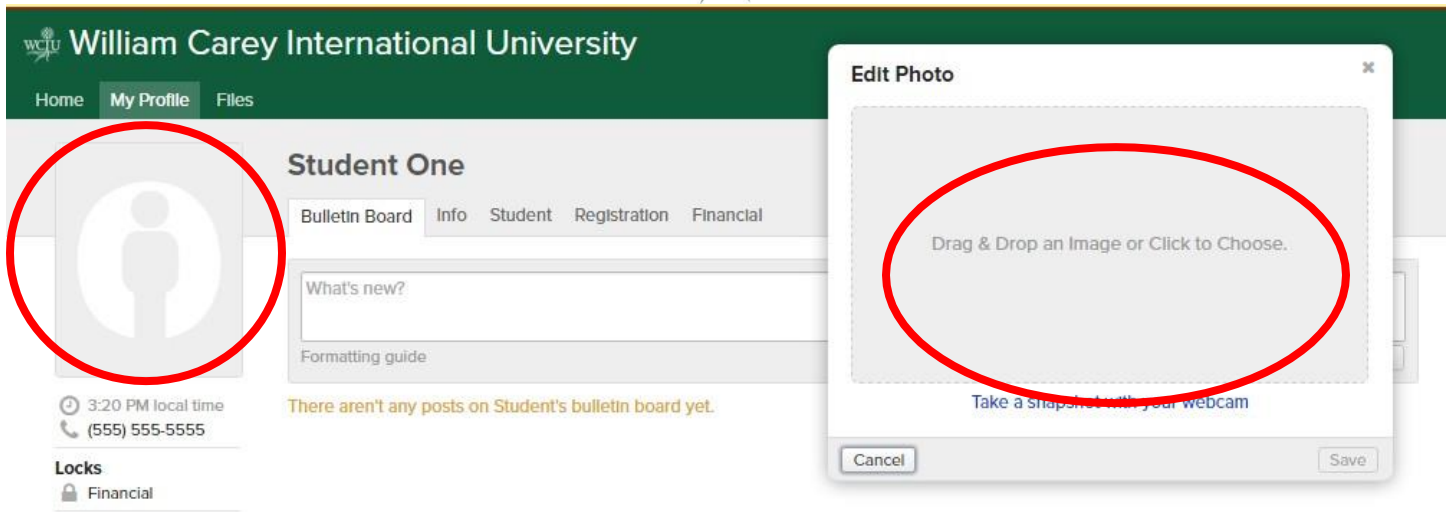 wciu William Carey International University
Home My Profile Files
Student One
Bulletin Board Info Student Registration Financial
What's new?
Formatting guide
There aren't any posts on Student's bulletin board yet.
3:20 PM local time
(555) 555-5555
Locks
Financial
Edit Photo
Drag & Drop an Image or Click to Choose.
Take a snapshot with your webcam
Cancel Save